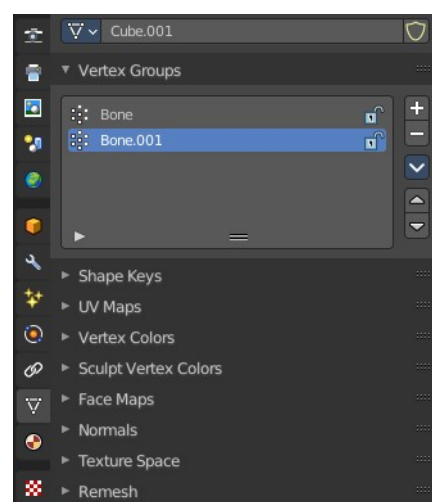 Cube.001
Vertex Groups
Bone
Bone.001
Shape Keys
UV Maps
Vertex Colors
Sculpt Vertex Colors
Face Maps
Normals
Texture Space
Remesh